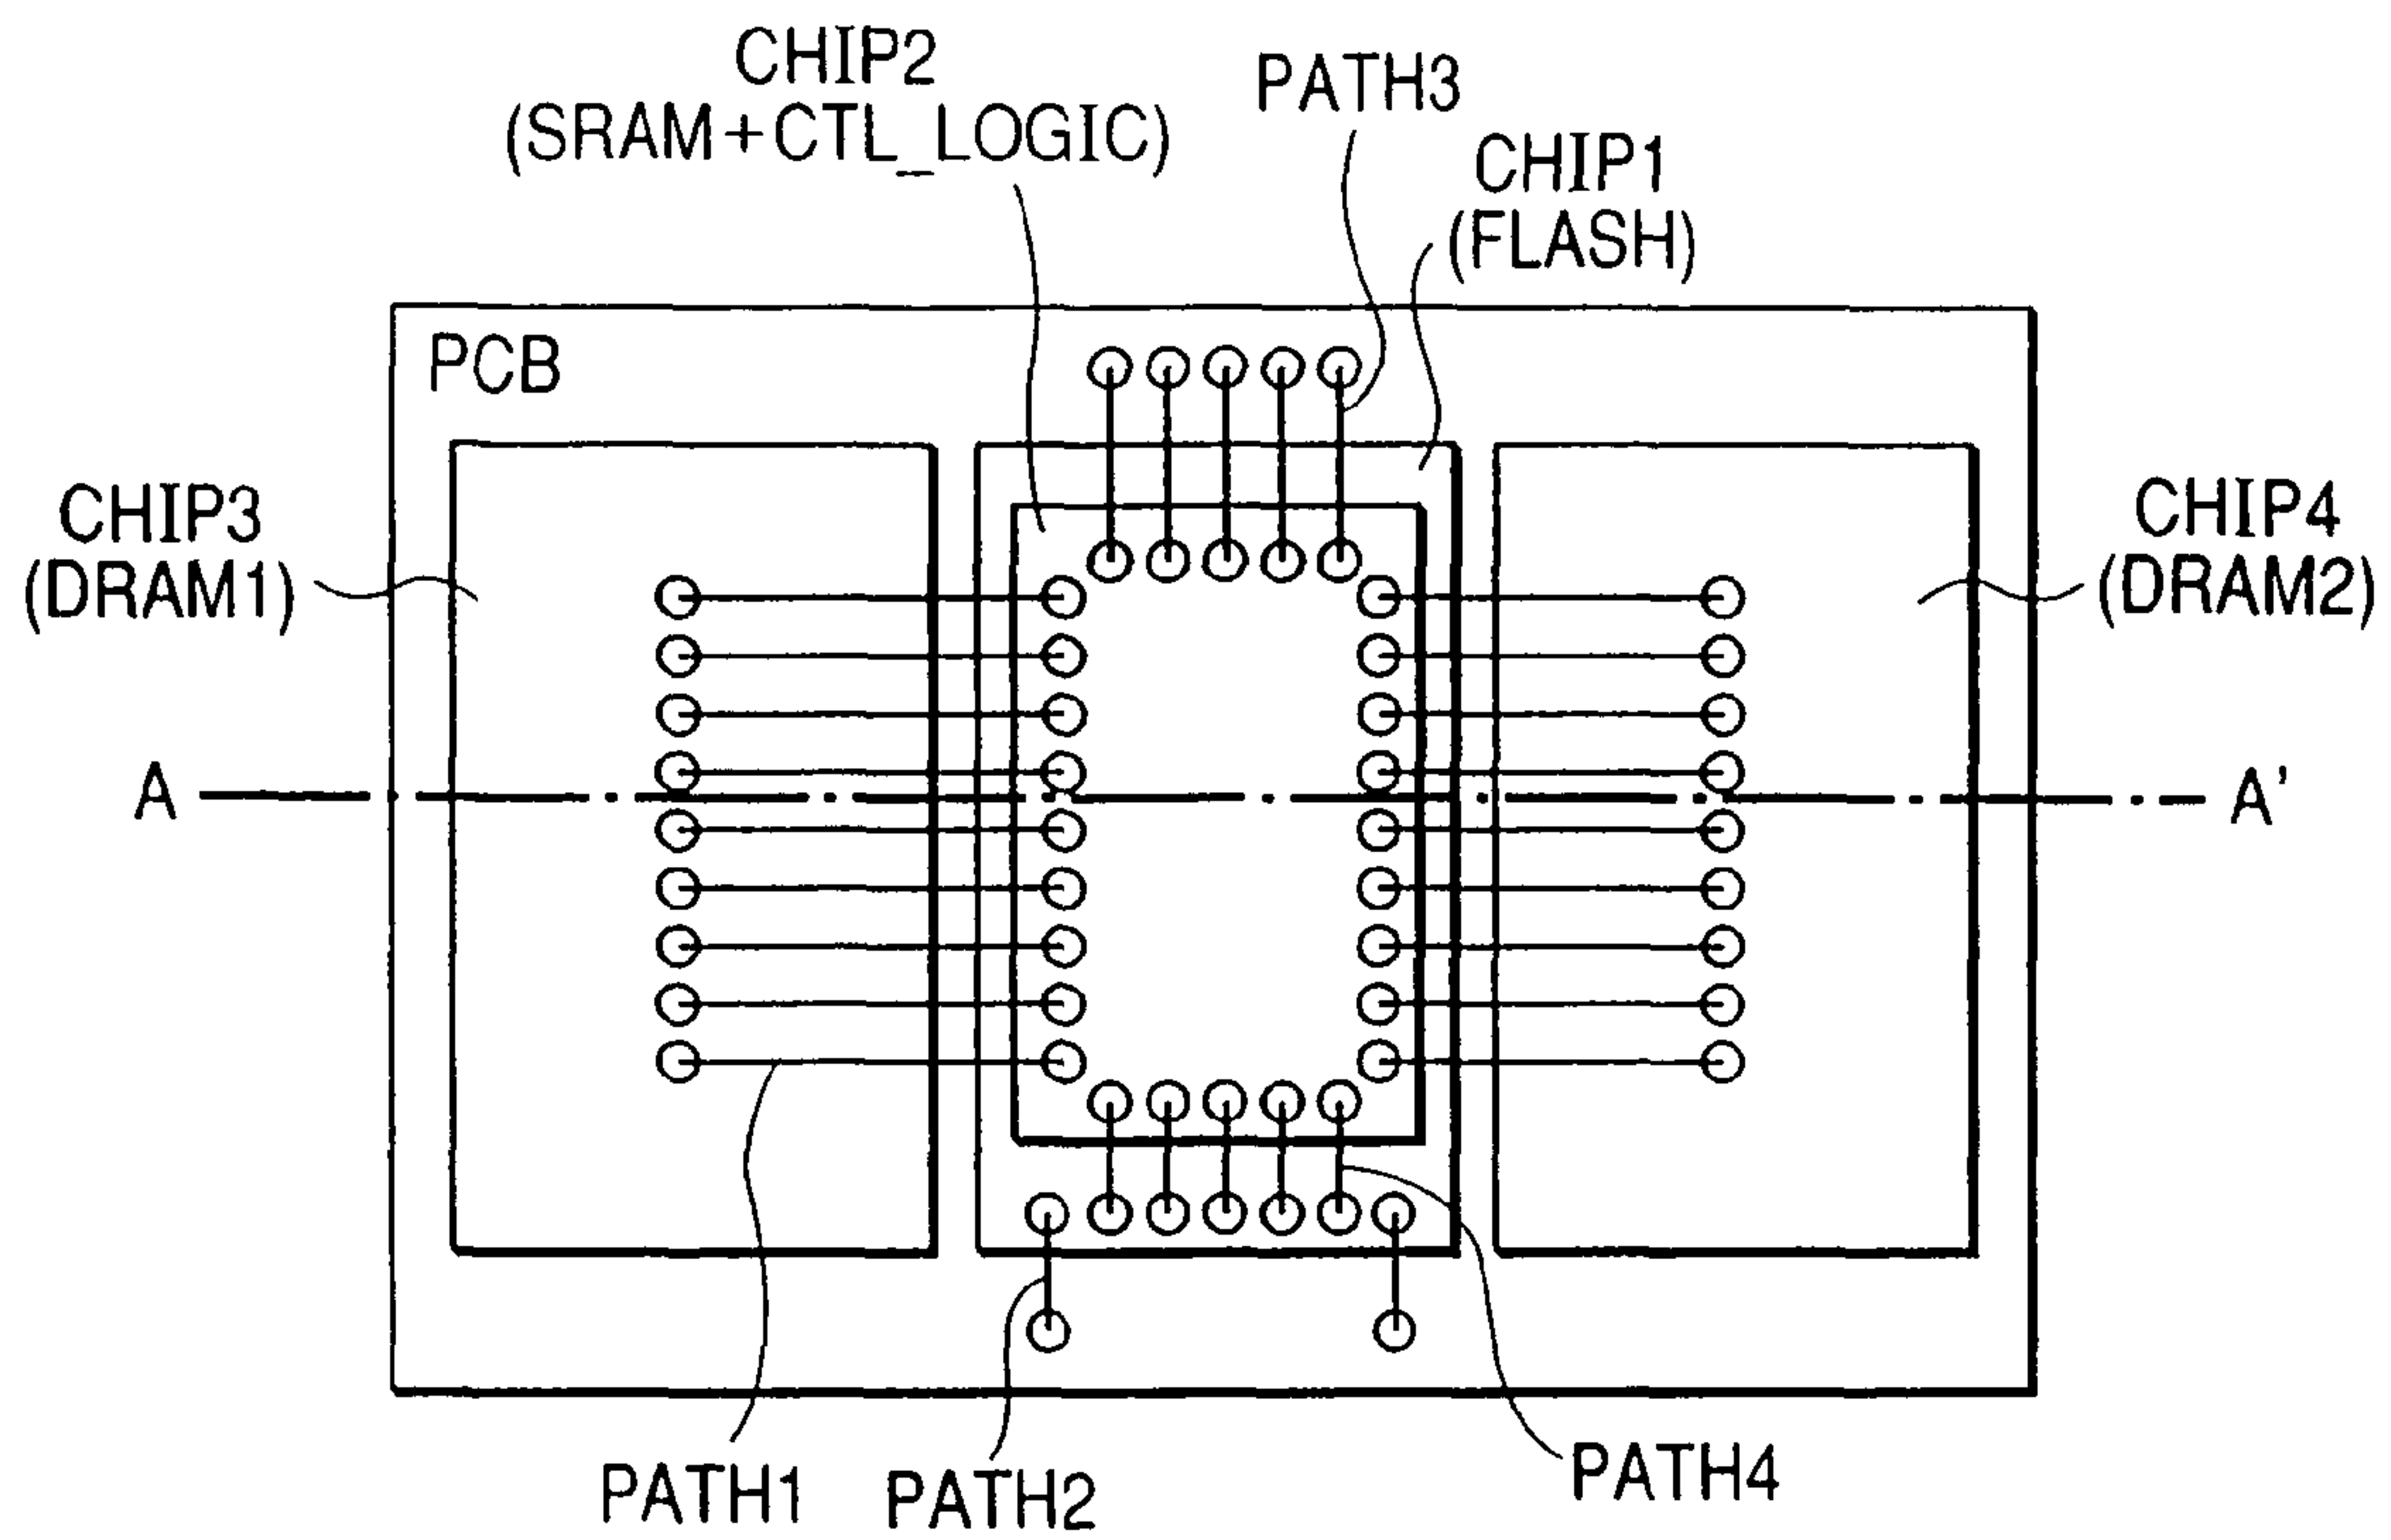 CHIP2
(SRAM+CTL_LOGIC)
PATH3
CHIP1
(FLASH)
PCB
CHIP3
(DRAM1)
CHIP4
(DRAM2)
A
A'
PATH1
PATH2
PATH4